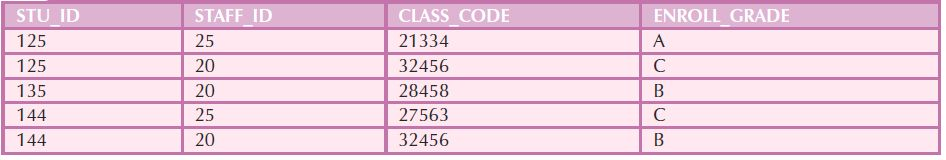 STU_ID STAFF_ID CLASS_CODE ENROLL_GRADE
125 25 21334 A
125 20 32456 C
135 20 28458 B
144 25 27563 C
144 20 32456 B